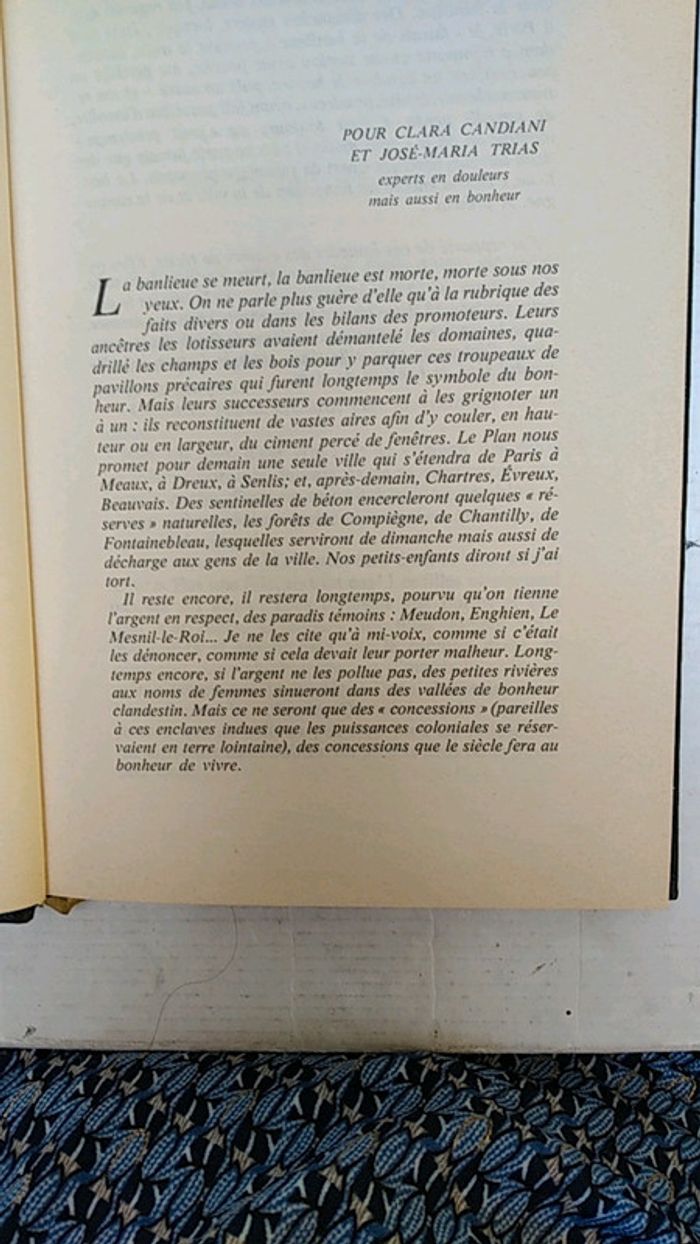 POUR CLARA CANDIANI
ET JOSÉ-MARIA TRIAS
experts en douleurs
mais aussi en bonheur
La banlieue se meurt, la banlieue est morte, morte sous nos
yeux. On ne parle plus guère d'elle qu'à la rubrique des
faits divers ou dans les bilans des promoteurs. Leurs
ancêtres les lotisseurs avaient démantelé les domaines, qua-
drillé les champs et les bois pour y parquer ces troupeaux de
pavillons précaires qui furent longtemps le symbole du bon-
heur. Mais leurs successeurs commencent à les grignoter un
à un : ils reconstituent de vastes aires afin d'y couler, en hau-
teur ou en largeur, du ciment percé de fenêtres. Le Plan nous
promet pour demain une seule ville qui s'étendra de Paris à
Meaux, à Dreux, à Senlis; et, après-demain, Chartres, Évreux,
Beauvais. Des sentinelles de béton encercleront quelques « ré-
serves » naturelles, les forêts de Compiègne, de Chantilly, de
Fontainebleau, lesquelles serviront de dimanche mais aussi de
décharge aux gens de la ville. Nos petits-enfants diront si j'ai
tort.
Il reste encore, il restera longtemps, pourvu qu'on tienne
l'argent en respect, des paradis témoins : Meudon, Enghien, Le
Mesnil-le-Roi... Je ne les cite qu'à mi-voix, comme si c'était
les dénoncer, comme si cela devait leur porter malheur. Long-
temps encore, si l'argent ne les pollue pas, des petites rivières
aux noms de femmes sinueront dans des vallées de bonheur
clandestin. Mais ce ne seront que des « concessions » (pareilles
à ces enclaves indues que les puissances coloniales se réser-
vaient en terre lointaine), des concessions que le siècle fera au
bonheur de vivre.